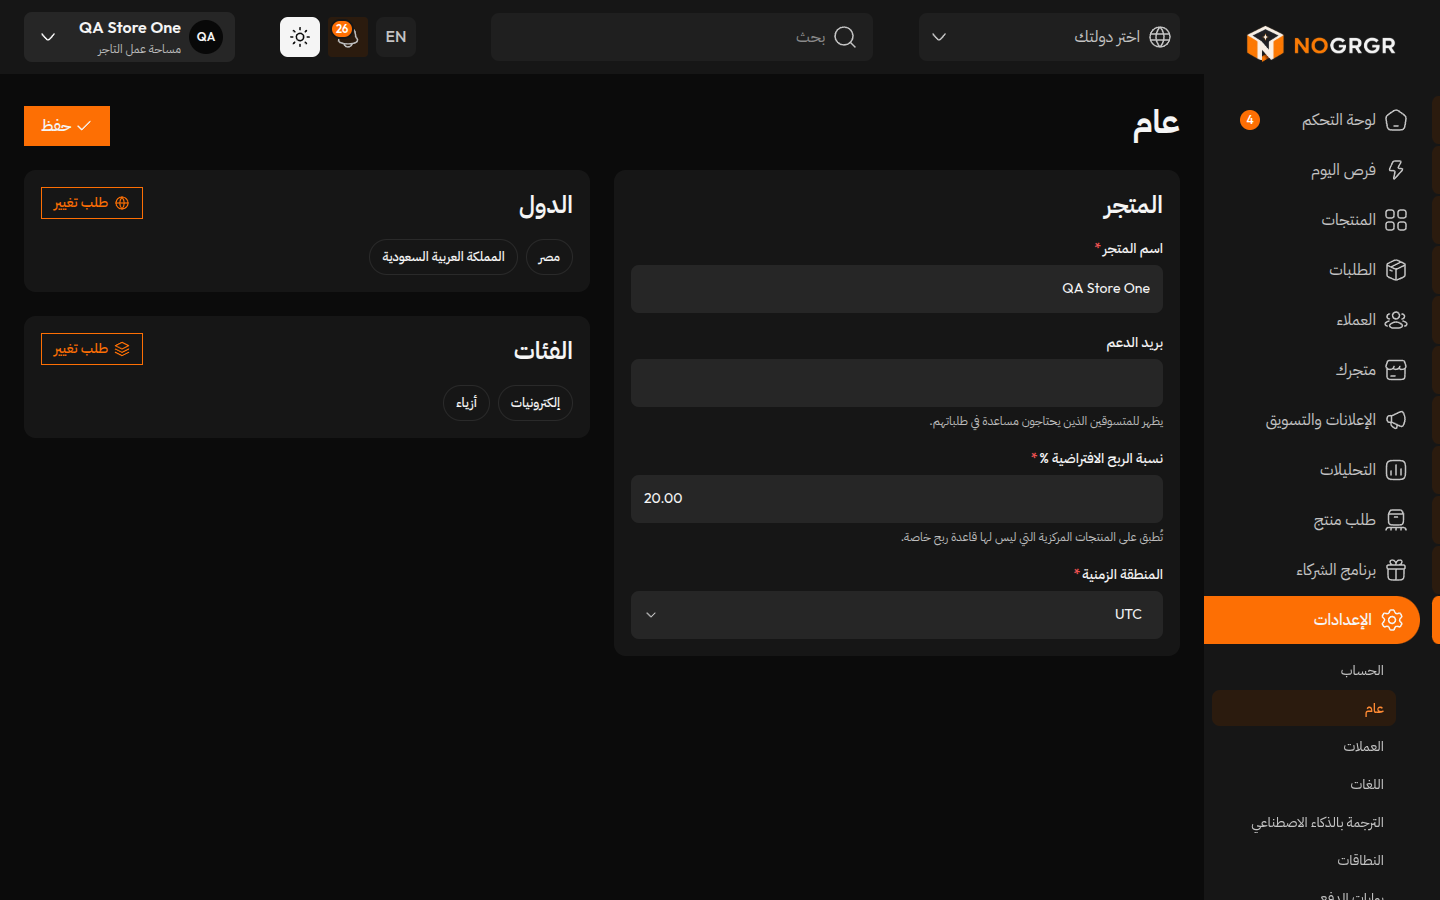 NOGRGR
اختر دولتك
بحث
EN
26
QA Store One
مساحة عمل التاجر
QA
لوحة التحكم
4
فرص اليوم
المنتجات
الطلبات
العملاء
متجرك
الإعلانات والتسويق
التحليلات
طلب منتج
برنامج الشركاء
الإعدادات
الحساب
عام
العملات
اللغات
الترجمة بالذكاء الاصطناعي
النطاقات
بوابات الدفع
عام
حفظ
المتجر
اسم المتجر *
QA Store One
بريد الدعم
يظهر للمتسوقين الذين يحتاجون مساعدة في طلباتهم.
نسبة الربح الافتراضية % *
20.00
تُطبق على المنتجات المركزية التي ليس لها قاعدة ربح خاصة.
المنطقة الزمنية *
UTC
الدول
طلب تغيير
مصر
المملكة العربية السعودية
الفئات
طلب تغيير
إلكترونيات
أزياء